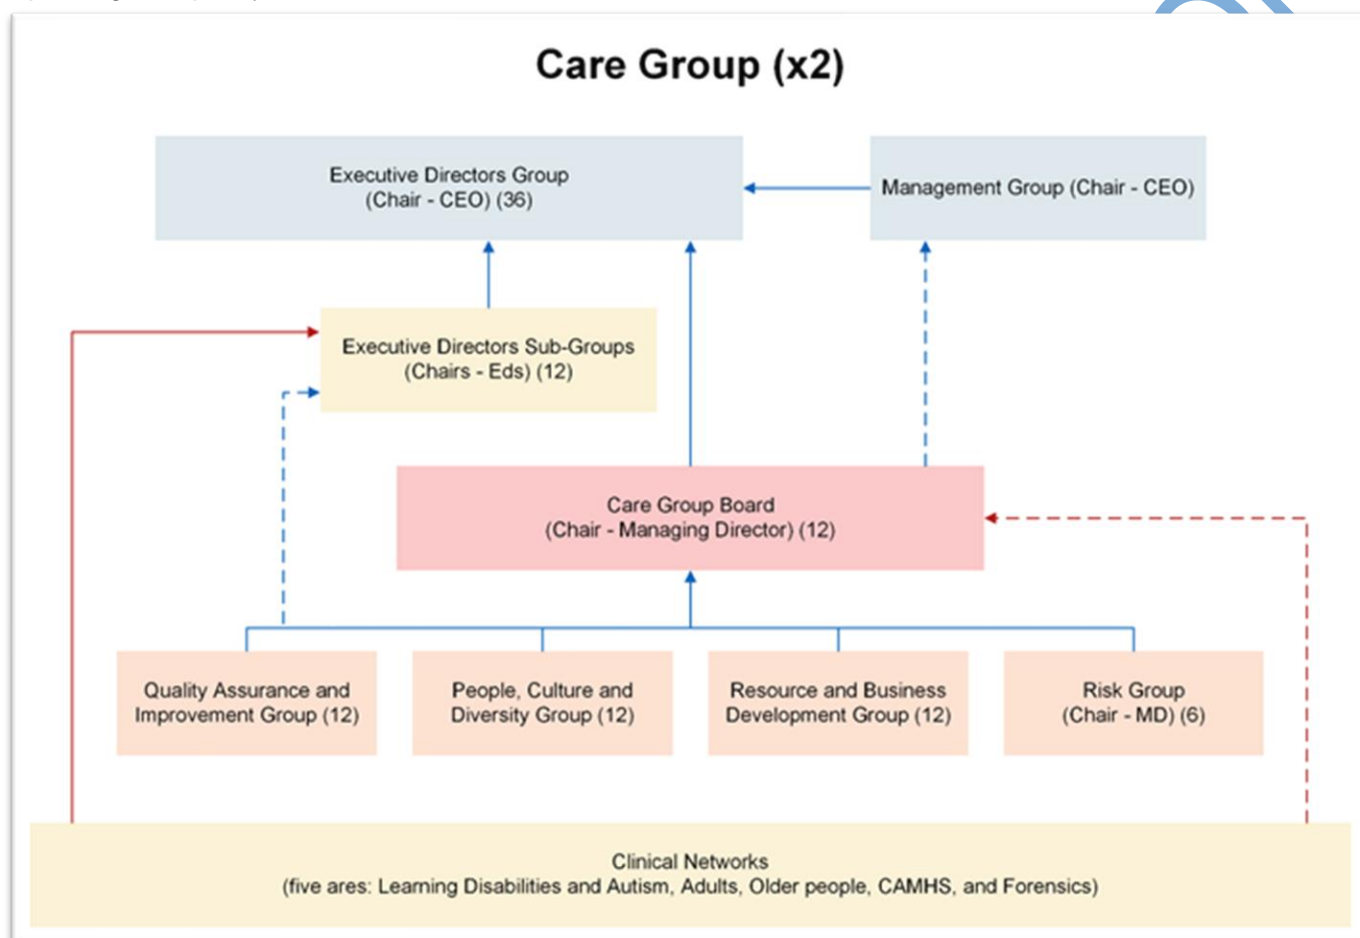 Care Group (x2)
Executive Directors Group
(Chair - CEO) (36)
Management Group (Chair - CEO)
Executive Directors Sub-Groups
(Chairs - Eds) (12)
Care Group Board
(Chair - Managing Director) (12)
Quality Assurance and
Improvement Group (12)
People, Culture and
Diversity Group (12)
Resource and Business
Development Group (12)
Risk Group
(Chair - MD) (6)
Clinical Networks
(five ares: Learning Disabilities and Autism, Adults, Older people, CAMHS, and Forensics)